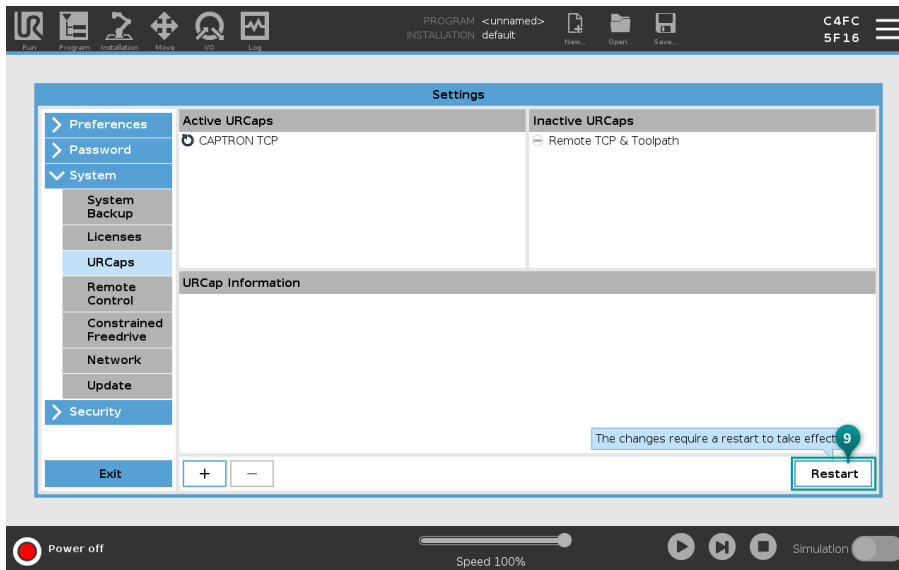 PROGRAM <unnamed>
INSTALLATION default
C4FC
5F16
Run
Program
Installation
Move
I/O
Log
New...
Open...
Save...
Settings
Preferences
Password
System
System
Backup
Licenses
URCaps
Remote
Control
Constrained
Freedrive
Network
Update
Security
Exit
Active URCaps
CAPTRON TCP
Inactive URCaps
Remote TCP & Toolpath
URCap Information
The changes require a restart to take effect
9
+
−
Restart
Power off
Speed 100%
Simulation